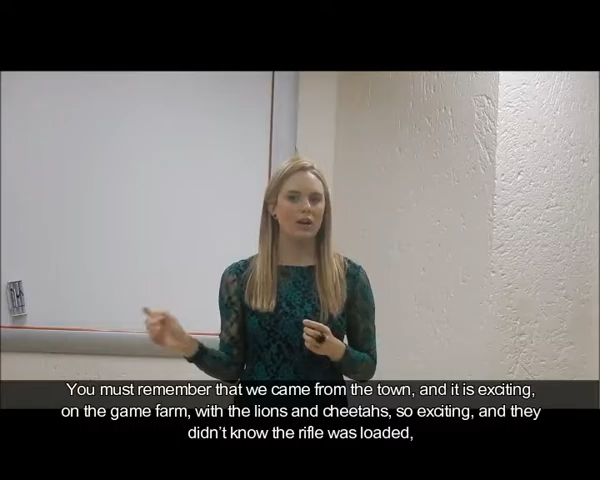 You must remember that we came from the town, and it is exciting,
on the game farm, with the lions and cheetahs, so exciting, and they
didn't know the rifle was loaded,